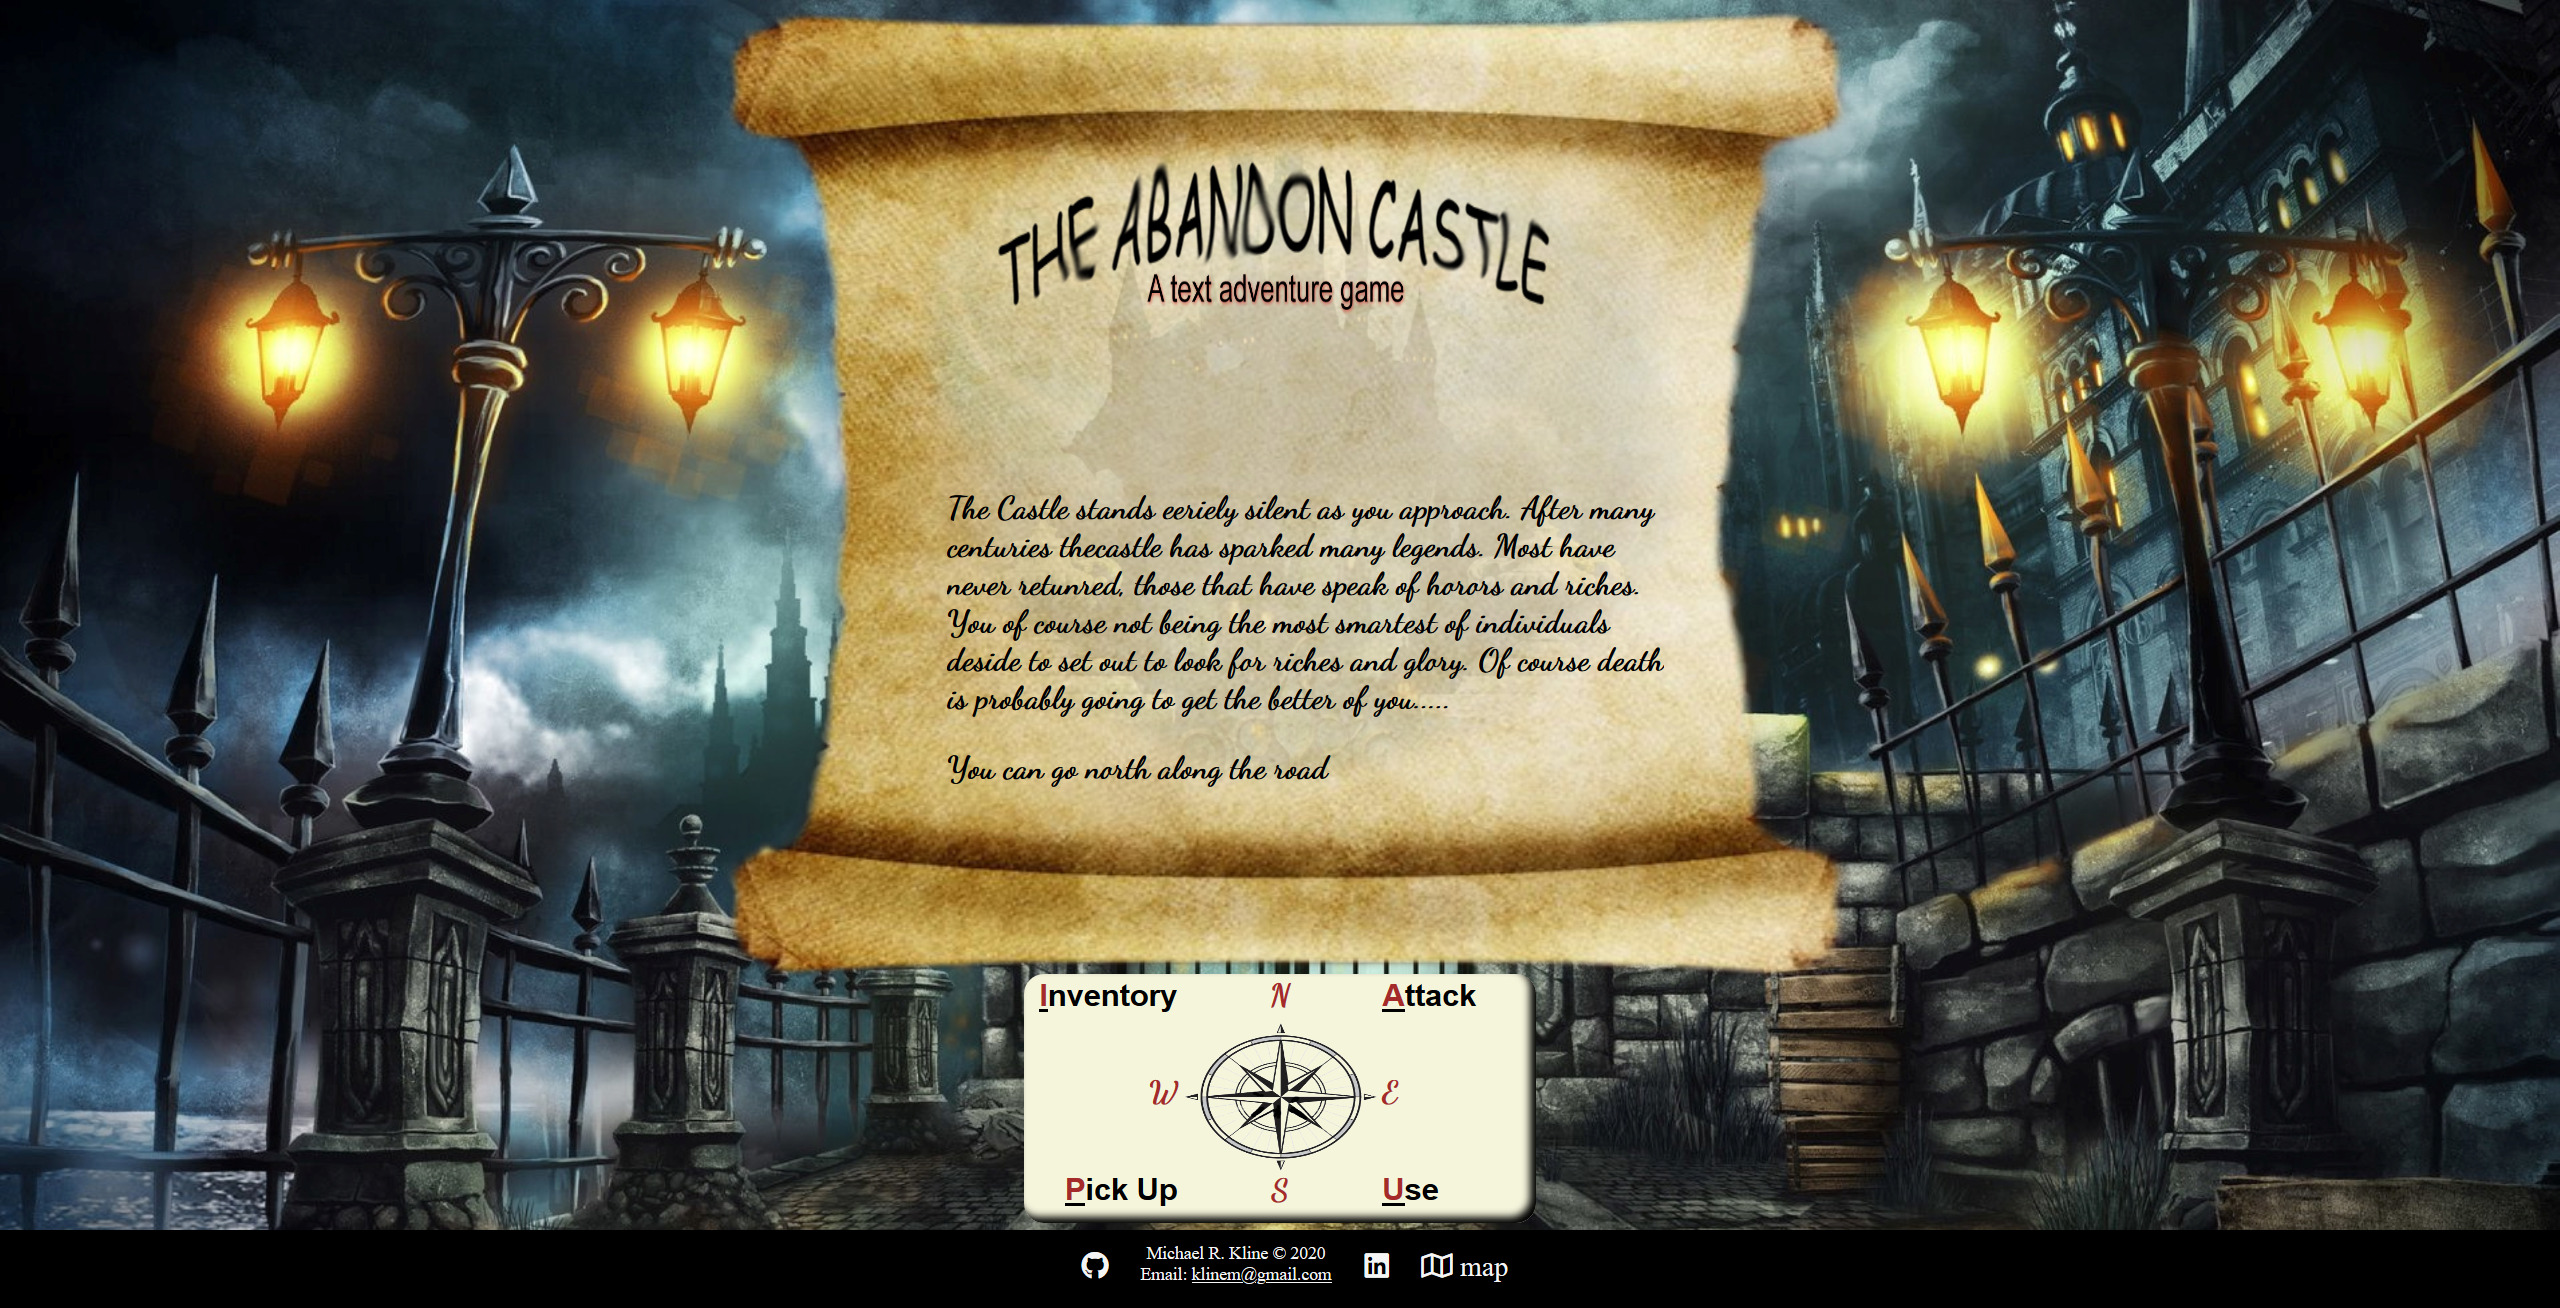 THE ABANDON CASTLE
A text adventure game
The Castle stands eeriely silent as you approach. After many
centuries thecastle has sparked many legends. Most have
never retunred, those that have speak of horors and riches.
You of course not being the most smartest of individuals
deside to set out to look for riches and glory. Of course death
is probably going to get the better of you.....
You can go north along the road
Inventory N Attack
W E
Pick Up S Use
Michael R. Kline © 2020
Email: klinem@gmail.com
in map